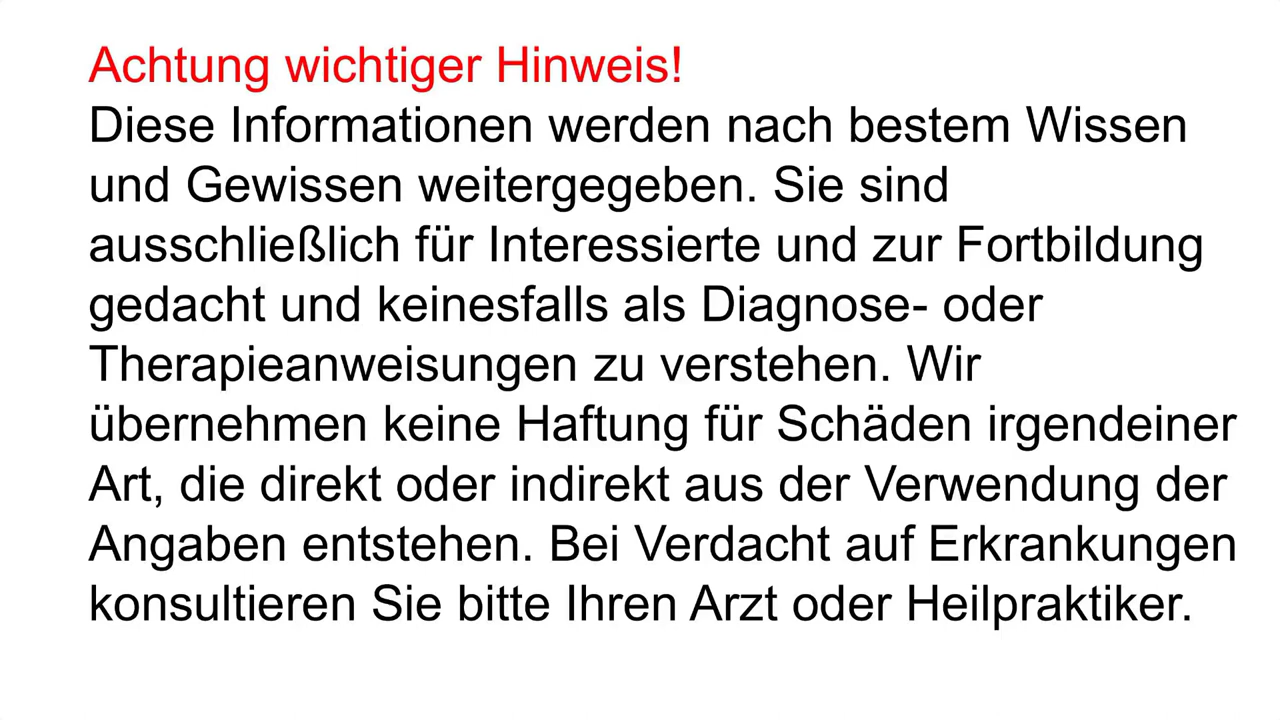 Achtung wichtiger Hinweis!
Diese Informationen werden nach bestem Wissen
und Gewissen weitergegeben. Sie sind
ausschließlich für Interessierte und zur Fortbildung
gedacht und keinesfalls als Diagnose- oder
Therapieanweisungen zu verstehen. Wir
übernehmen keine Haftung für Schäden irgendeiner
Art, die direkt oder indirekt aus der Verwendung der
Angaben entstehen. Bei Verdacht auf Erkrankungen
konsultieren Sie bitte Ihren Arzt oder Heilpraktiker.